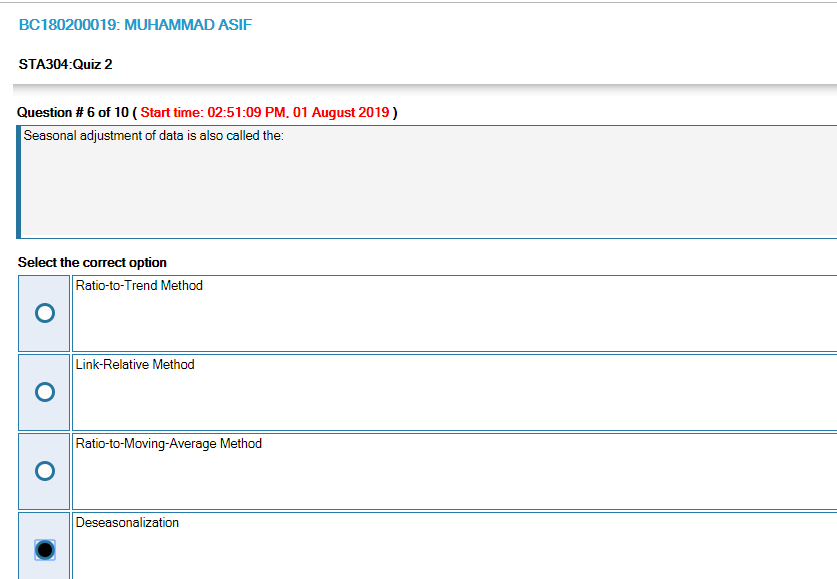 BC180200019: MUHAMMAD ASIF
STA304:Quiz 2
Question # 6 of 10 ( Start time: 02:51:09 PM, 01 August 2019 )
Seasonal adjustment of data is also called the:
Select the correct option
Ratio-to-Trend Method
Link-Relative Method
Ratio-to-Moving-Average Method
Deseasonalization